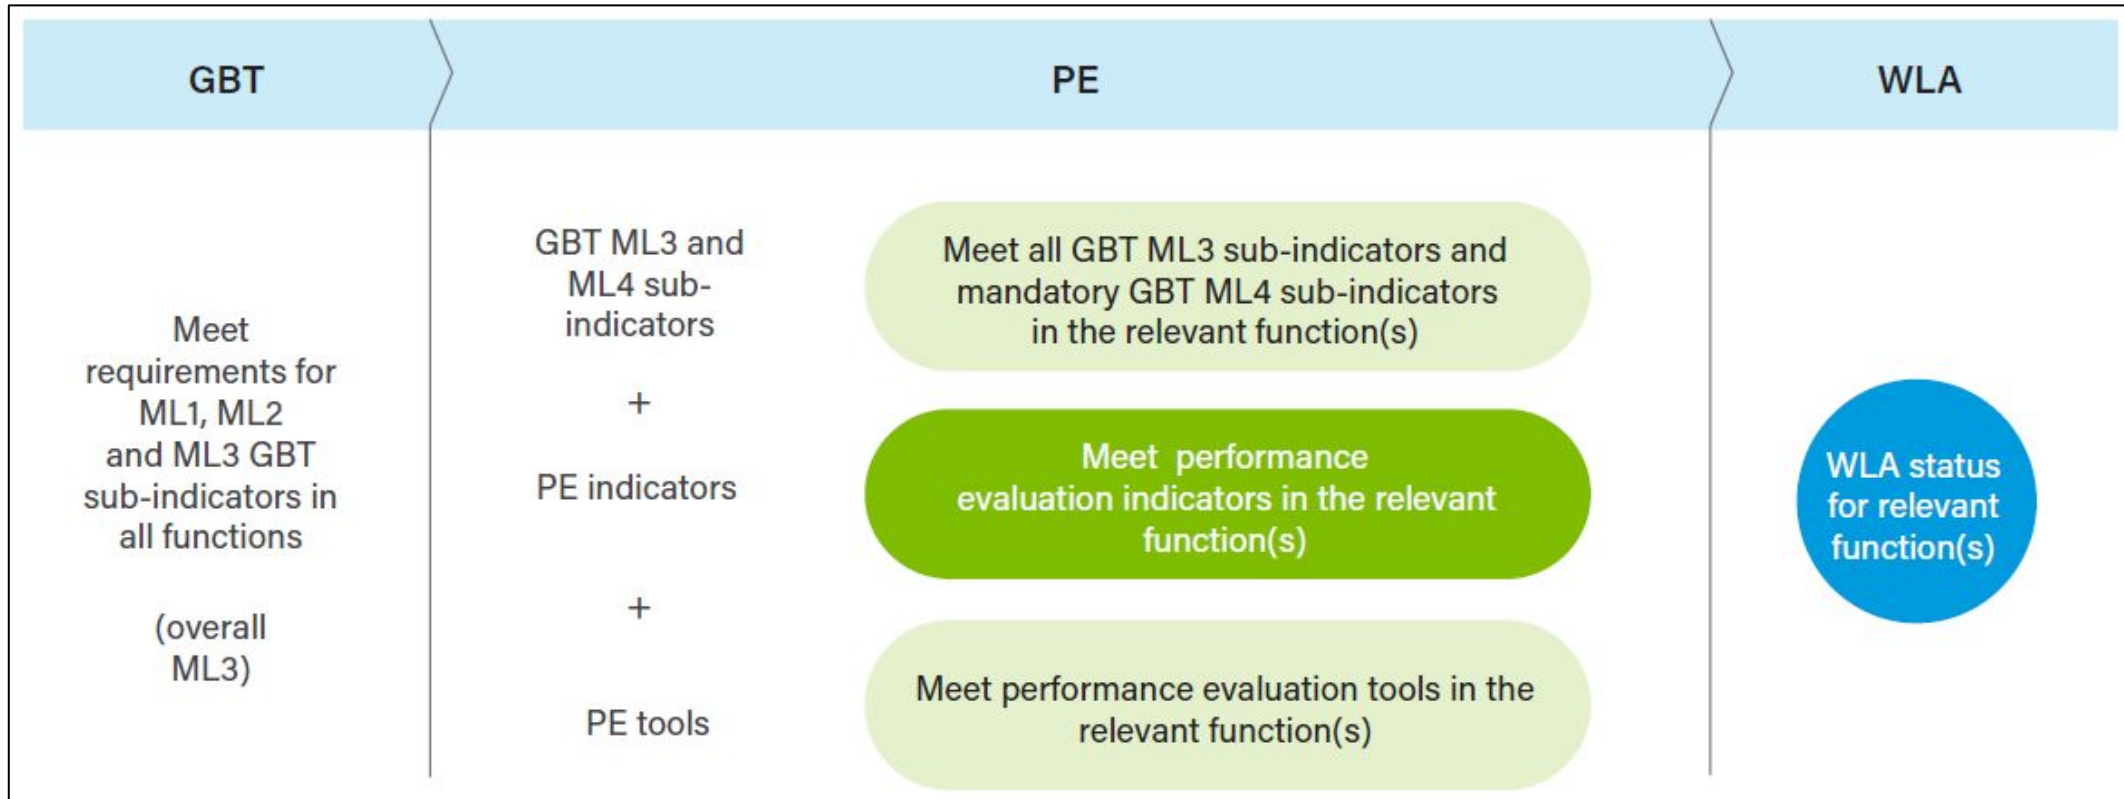 GBT
PE
WLA
Meet
requirements for
ML1, ML2
and ML3 GBT
sub-indicators in
all functions
(overall
ML3)
GBT ML3 and
ML4 sub-
indicators
+
PE indicators
+
PE tools
Meet all GBT ML3 sub-indicators and
mandatory GBT ML4 sub-indicators
in the relevant function(s)
Meet performance
evaluation indicators in the relevant
function(s)
Meet performance evaluation tools in the
relevant function(s)
WLA status
for relevant
function(s)